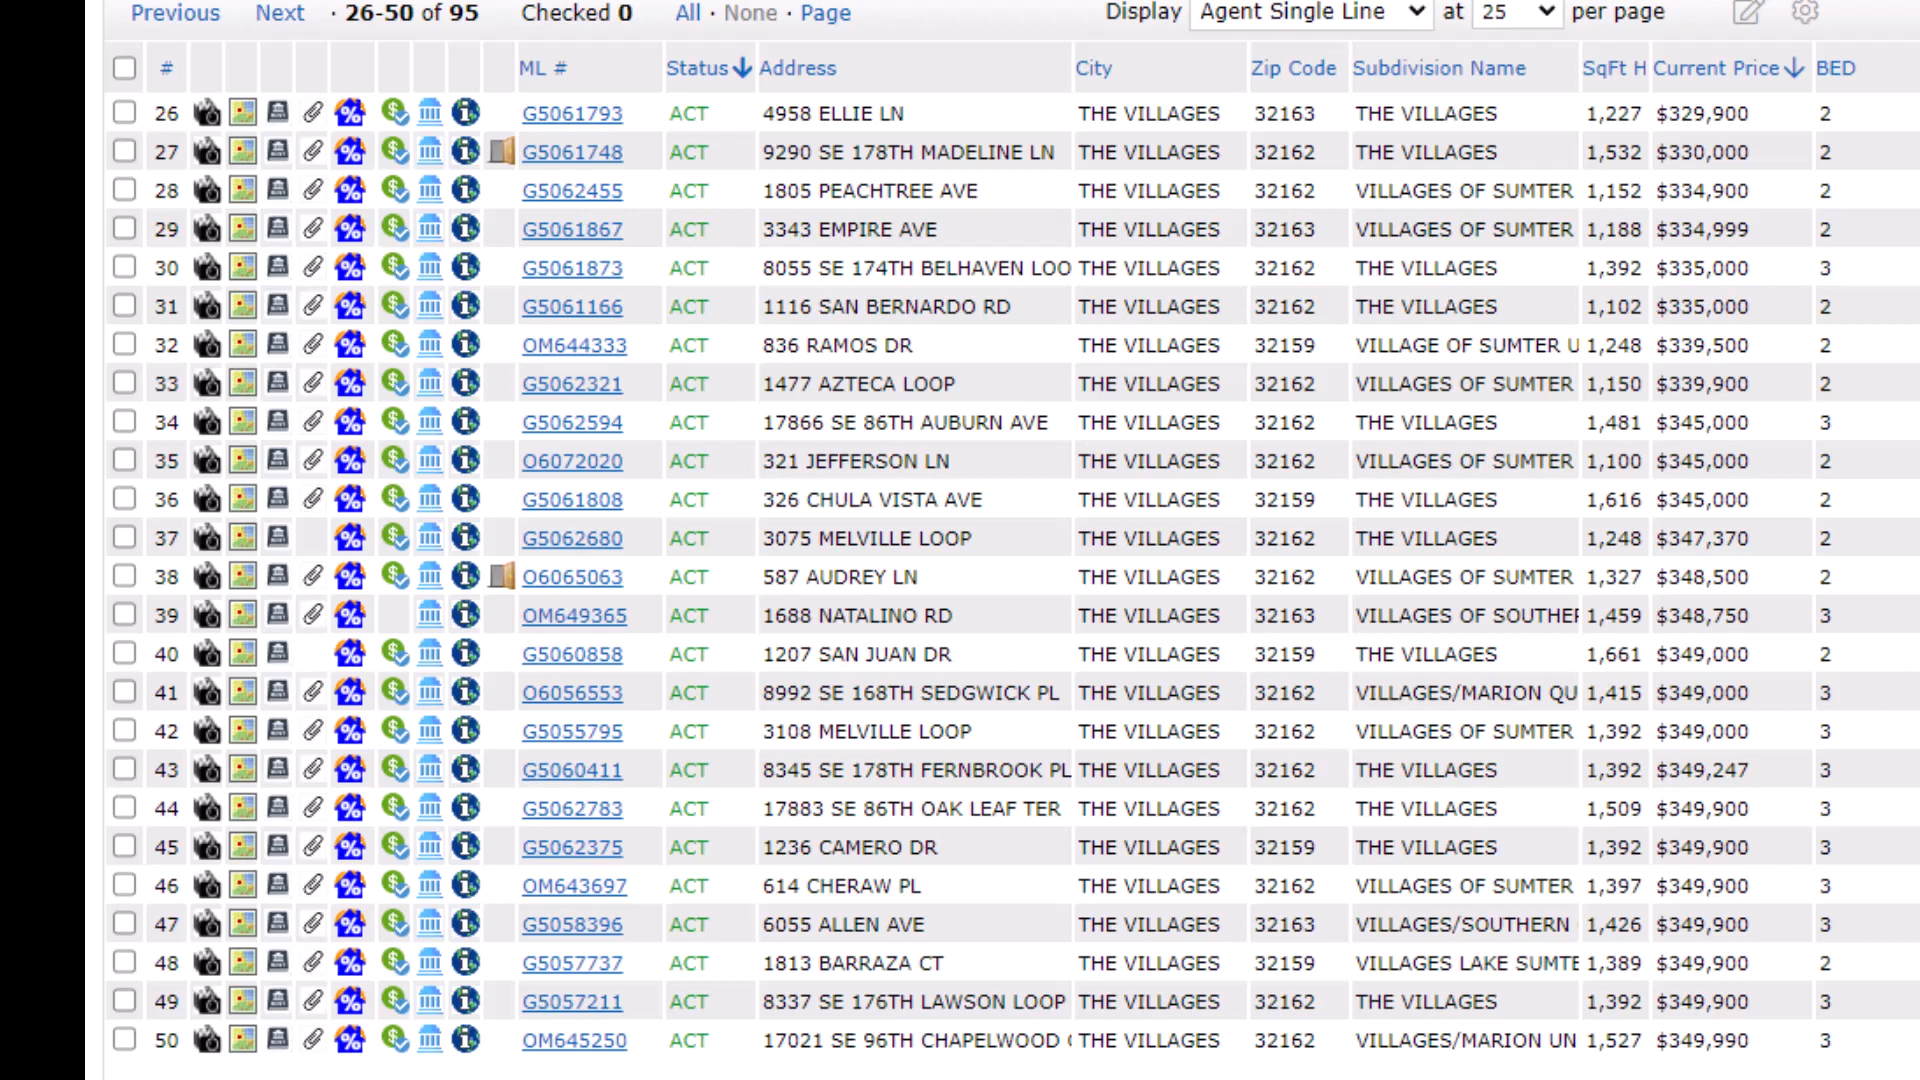 Previous Next · 26-50 of 95 Checked 0 All · None · Page Display Agent Single Line at 25 per page
# ML # Status Address City Zip Code Subdivision Name SqFt H Current Price BED
26 G5061793 ACT 4958 ELLIE LN THE VILLAGES 32163 THE VILLAGES 1,227 $329,900 2
27 G5061748 ACT 9290 SE 178TH MADELINE LN THE VILLAGES 32162 THE VILLAGES 1,532 $330,000 2
28 G5062455 ACT 1805 PEACHTREE AVE THE VILLAGES 32162 VILLAGES OF SUMTER 1,152 $334,900 2
29 G5061867 ACT 3343 EMPIRE AVE THE VILLAGES 32163 VILLAGES OF SUMTER 1,188 $334,999 2
30 G5061873 ACT 8055 SE 174TH BELHAVEN LOO THE VILLAGES 32162 THE VILLAGES 1,392 $335,000 3
31 G5061166 ACT 1116 SAN BERNARDO RD THE VILLAGES 32162 THE VILLAGES 1,102 $335,000 2
32 OM644333 ACT 836 RAMOS DR THE VILLAGES 32159 VILLAGE OF SUMTER U 1,248 $339,500 2
33 G5062321 ACT 1477 AZTECA LOOP THE VILLAGES 32162 VILLAGES OF SUMTER 1,150 $339,900 2
34 G5062594 ACT 17866 SE 86TH AUBURN AVE THE VILLAGES 32162 THE VILLAGES 1,481 $345,000 3
35 O6072020 ACT 321 JEFFERSON LN THE VILLAGES 32162 VILLAGES OF SUMTER 1,100 $345,000 2
36 G5061808 ACT 326 CHULA VISTA AVE THE VILLAGES 32159 THE VILLAGES 1,616 $345,000 2
37 G5062680 ACT 3075 MELVILLE LOOP THE VILLAGES 32162 THE VILLAGES 1,248 $347,370 2
38 O6065063 ACT 587 AUDREY LN THE VILLAGES 32162 VILLAGES OF SUMTER 1,327 $348,500 2
39 OM649365 ACT 1688 NATALINO RD THE VILLAGES 32163 VILLAGES OF SOUTHER 1,459 $348,750 3
40 G5060858 ACT 1207 SAN JUAN DR THE VILLAGES 32159 THE VILLAGES 1,661 $349,000 2
41 O6056553 ACT 8992 SE 168TH SEDGWICK PL THE VILLAGES 32162 VILLAGES/MARION QU 1,415 $349,000 3
42 G5055795 ACT 3108 MELVILLE LOOP THE VILLAGES 32162 VILLAGES OF SUMTER 1,392 $349,000 3
43 G5060411 ACT 8345 SE 178TH FERNBROOK PL THE VILLAGES 32162 THE VILLAGES 1,392 $349,247 3
44 G5062783 ACT 17883 SE 86TH OAK LEAF TER THE VILLAGES 32162 THE VILLAGES 1,509 $349,900 3
45 G5062375 ACT 1236 CAMERO DR THE VILLAGES 32159 THE VILLAGES 1,392 $349,900 3
46 OM643697 ACT 614 CHERAW PL THE VILLAGES 32162 VILLAGES OF SUMTER 1,397 $349,900 3
47 G5058396 ACT 6055 ALLEN AVE THE VILLAGES 32163 VILLAGES/SOUTHERN 1,426 $349,900 3
48 G5057737 ACT 1813 BARRAZA CT THE VILLAGES 32159 VILLAGES LAKE SUMTE 1,389 $349,900 2
49 G5057211 ACT 8337 SE 176TH LAWSON LOOP THE VILLAGES 32162 THE VILLAGES 1,392 $349,900 3
50 OM645250 ACT 17021 SE 96TH CHAPELWOOD THE VILLAGES 32162 VILLAGES/MARION UN 1,527 $349,990 3